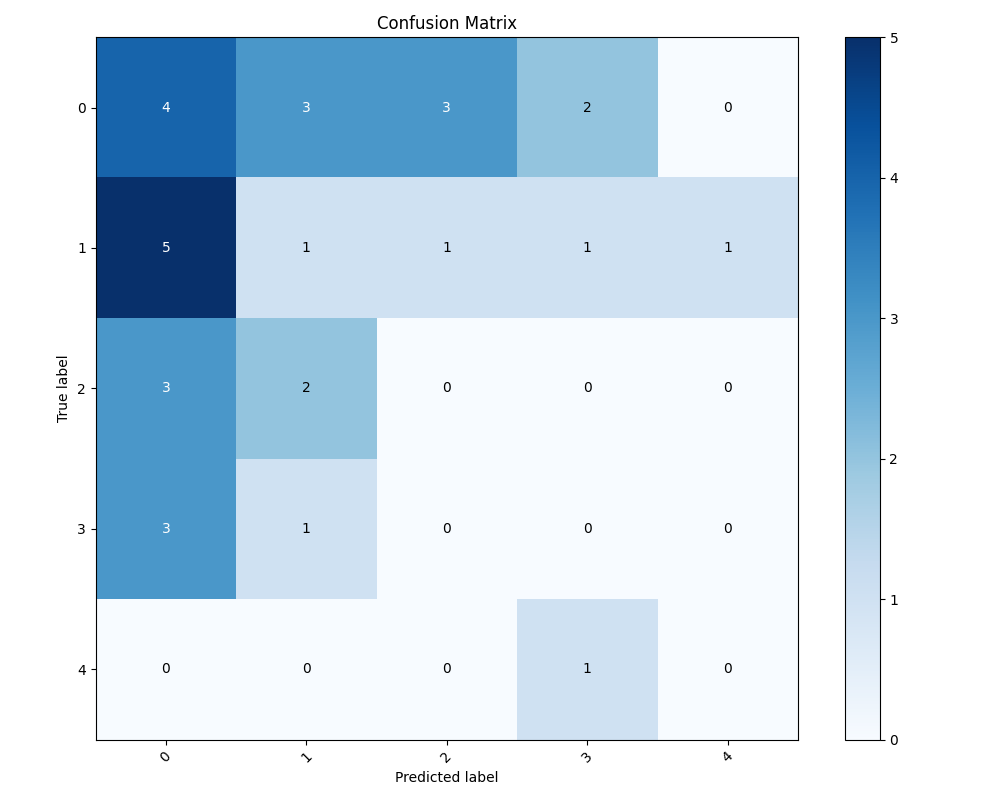 Confusion Matrix
0 4 3 3 2 0
1 5 1 1 1 1
2 3 2 0 0 0
3 3 1 0 0 0
4 0 0 0 1 0
0 1 2 3 4
True label
Predicted label
5
4
3
2
1
0